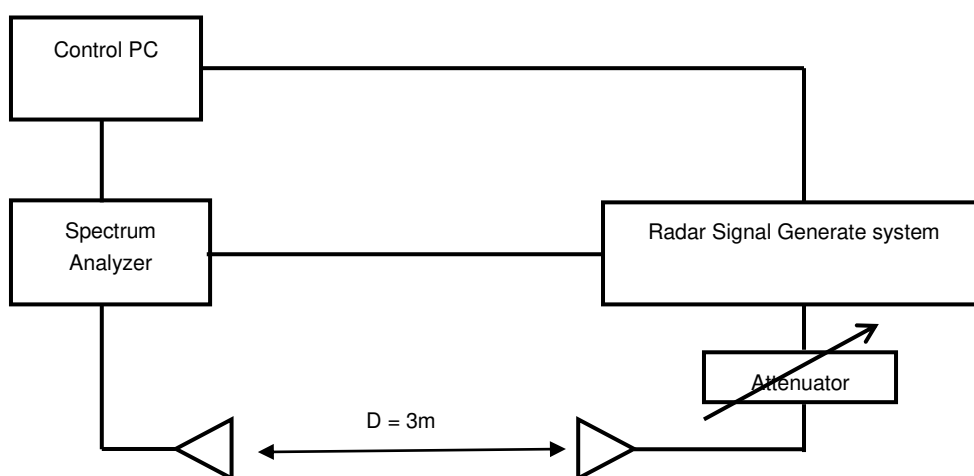 Control PC
Spectrum
Analyzer
Radar Signal Generate system
Attenuator
D = 3m